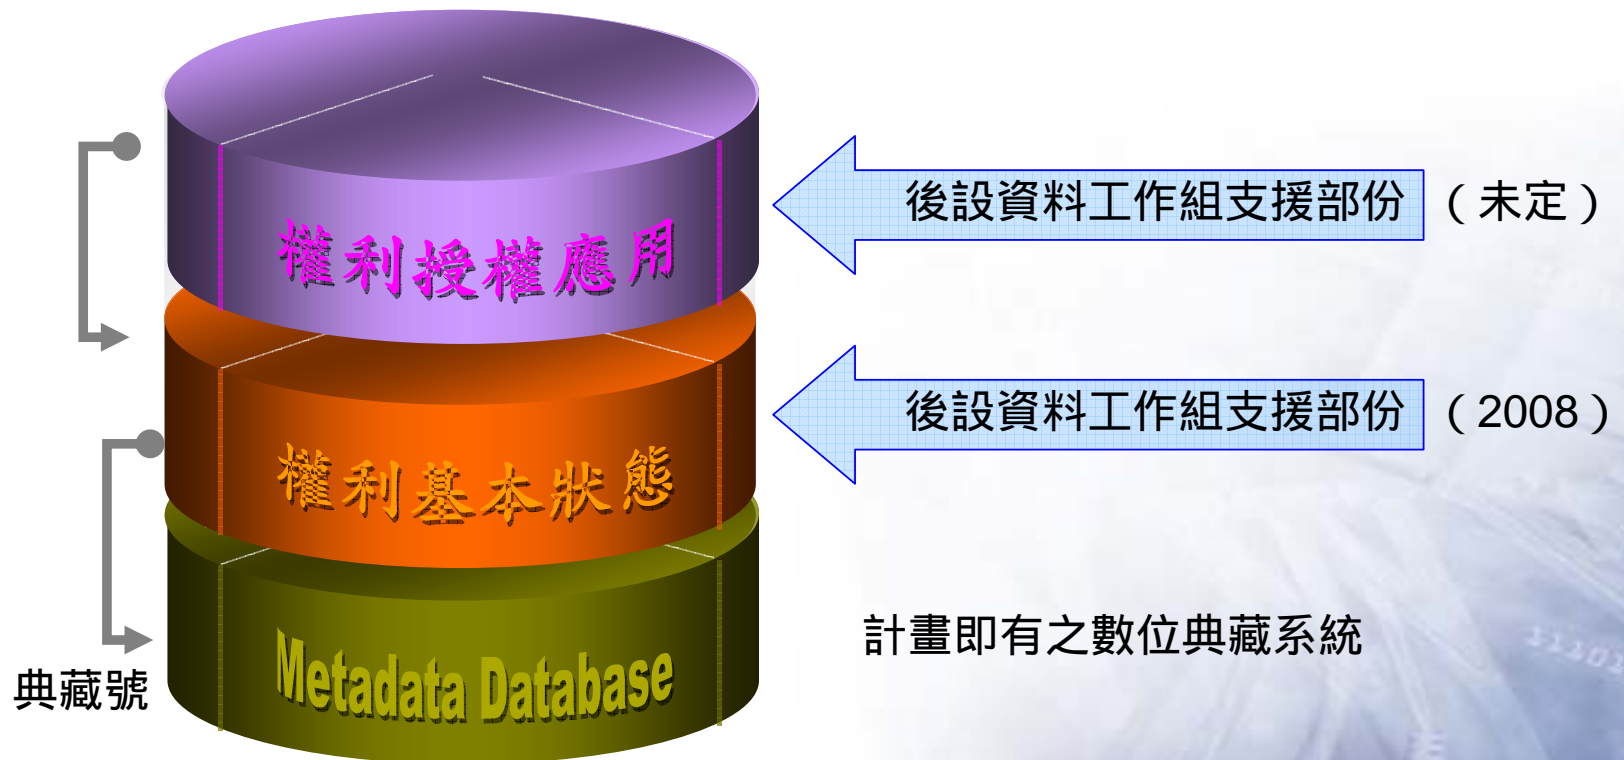 後設資料工作組支援部份 （未定）
權利授權應用
後設資料工作組支援部份 （2008）
權利基本狀態
計畫即有之數位典藏系統
Metadata Database
典藏號